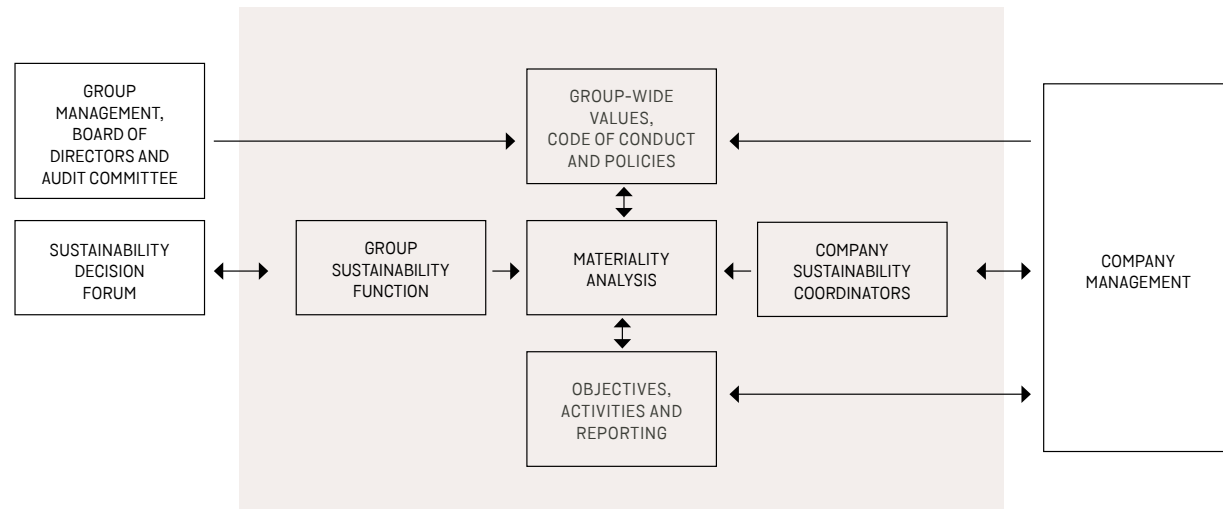 GROUP
MANAGEMENT,
BOARD OF
DIRECTORS AND
AUDIT COMMITTEE
GROUP-WIDE
VALUES,
CODE OF CONDUCT
AND POLICIES
SUSTAINABILITY
DECISION
FORUM
GROUP
SUSTAINABILITY
FUNCTION
MATERIALITY
ANALYSIS
COMPANY
SUSTAINABILITY
COORDINATORS
COMPANY
MANAGEMENT
OBJECTIVES,
ACTIVITIES AND
REPORTING